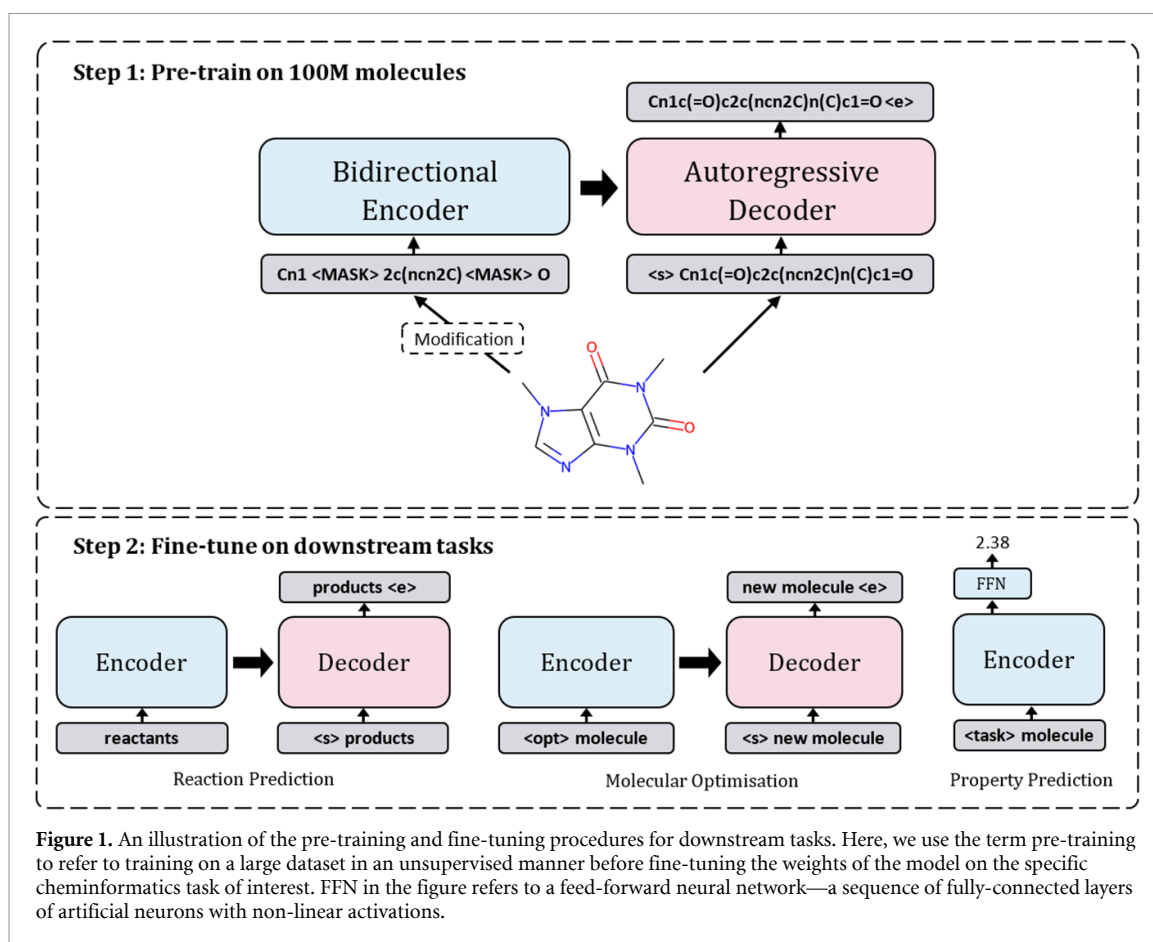 Step 1: Pre-train on 100M molecules
Cn1c(=O)c2c(ncn2C)n(C)c1=O <e>
Bidirectional
Encoder
Autoregressive
Decoder
Cn1 <MASK> 2c(ncn2C) <MASK> O
<s> Cn1c(=O)c2c(ncn2C)n(C)c1=O
Modification
O
N
N
O
N
N
Step 2: Fine-tune on downstream tasks
products <e>
Encoder
Decoder
reactants
<s> products
Reaction Prediction
new molecule <e>
Encoder
Decoder
<opt> molecule
<s> new molecule
Molecular Optimisation
2.38
FFN
Encoder
<task> molecule
Property Prediction
Figure 1. An illustration of the pre-training and fine-tuning procedures for downstream tasks. Here, we use the term pre-training
to refer to training on a large dataset in an unsupervised manner before fine-tuning the weights of the model on the specific
cheminformatics task of interest. FFN in the figure refers to a feed-forward neural network—a sequence of fully-connected layers
of artificial neurons with non-linear activations.